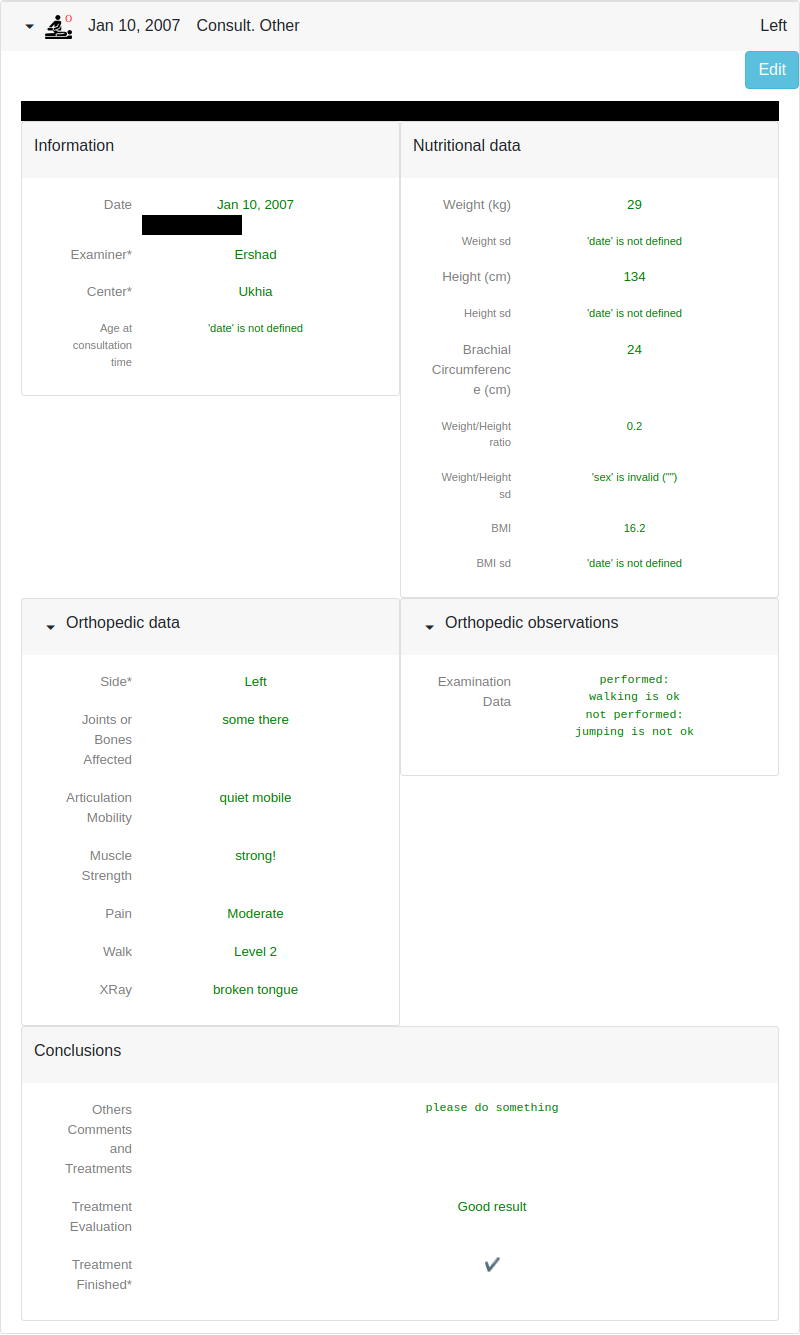 Jan 10, 2007 Consult. Other Left
Edit
Information
Date Jan 10, 2007
Examiner* Ershad
Center* Ukhia
Age at 'date' is not defined
consultation
time
Nutritional data
Weight (kg) 29
Weight sd 'date' is not defined
Height (cm) 134
Height sd 'date' is not defined
Brachial 24
Circumferenc
e (cm)
Weight/Height 0.2
ratio
Weight/Height 'sex' is invalid ("")
sd
BMI 16.2
BMI sd 'date' is not defined
Orthopedic data
Side* Left
Joints or some there
Bones
Affected
Articulation quiet mobile
Mobility
Muscle strong!
Strength
Pain Moderate
Walk Level 2
XRay broken tongue
Orthopedic observations
Examination performed:
Data walking is ok
not performed:
jumping is not ok
Conclusions
Others please do something
Comments
and
Treatments
Treatment Good result
Evaluation
Treatment ✔
Finished*